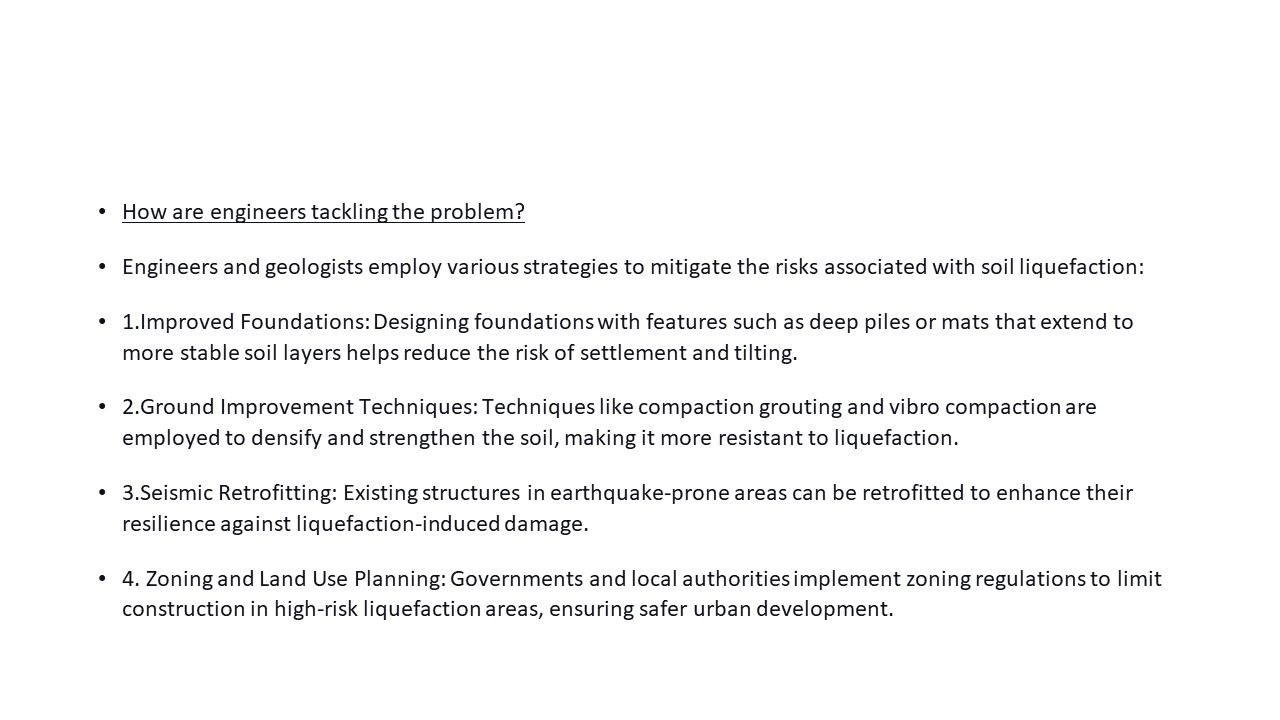 • How are engineers tackling the problem?
• Engineers and geologists employ various strategies to mitigate the risks associated with soil liquefaction:
• 1.Improved Foundations: Designing foundations with features such as deep piles or mats that extend to
more stable soil layers helps reduce the risk of settlement and tilting.
• 2.Ground Improvement Techniques: Techniques like compaction grouting and vibro compaction are
employed to densify and strengthen the soil, making it more resistant to liquefaction.
• 3.Seismic Retrofitting: Existing structures in earthquake-prone areas can be retrofitted to enhance their
resilience against liquefaction-induced damage.
• 4. Zoning and Land Use Planning: Governments and local authorities implement zoning regulations to limit
construction in high-risk liquefaction areas, ensuring safer urban development.